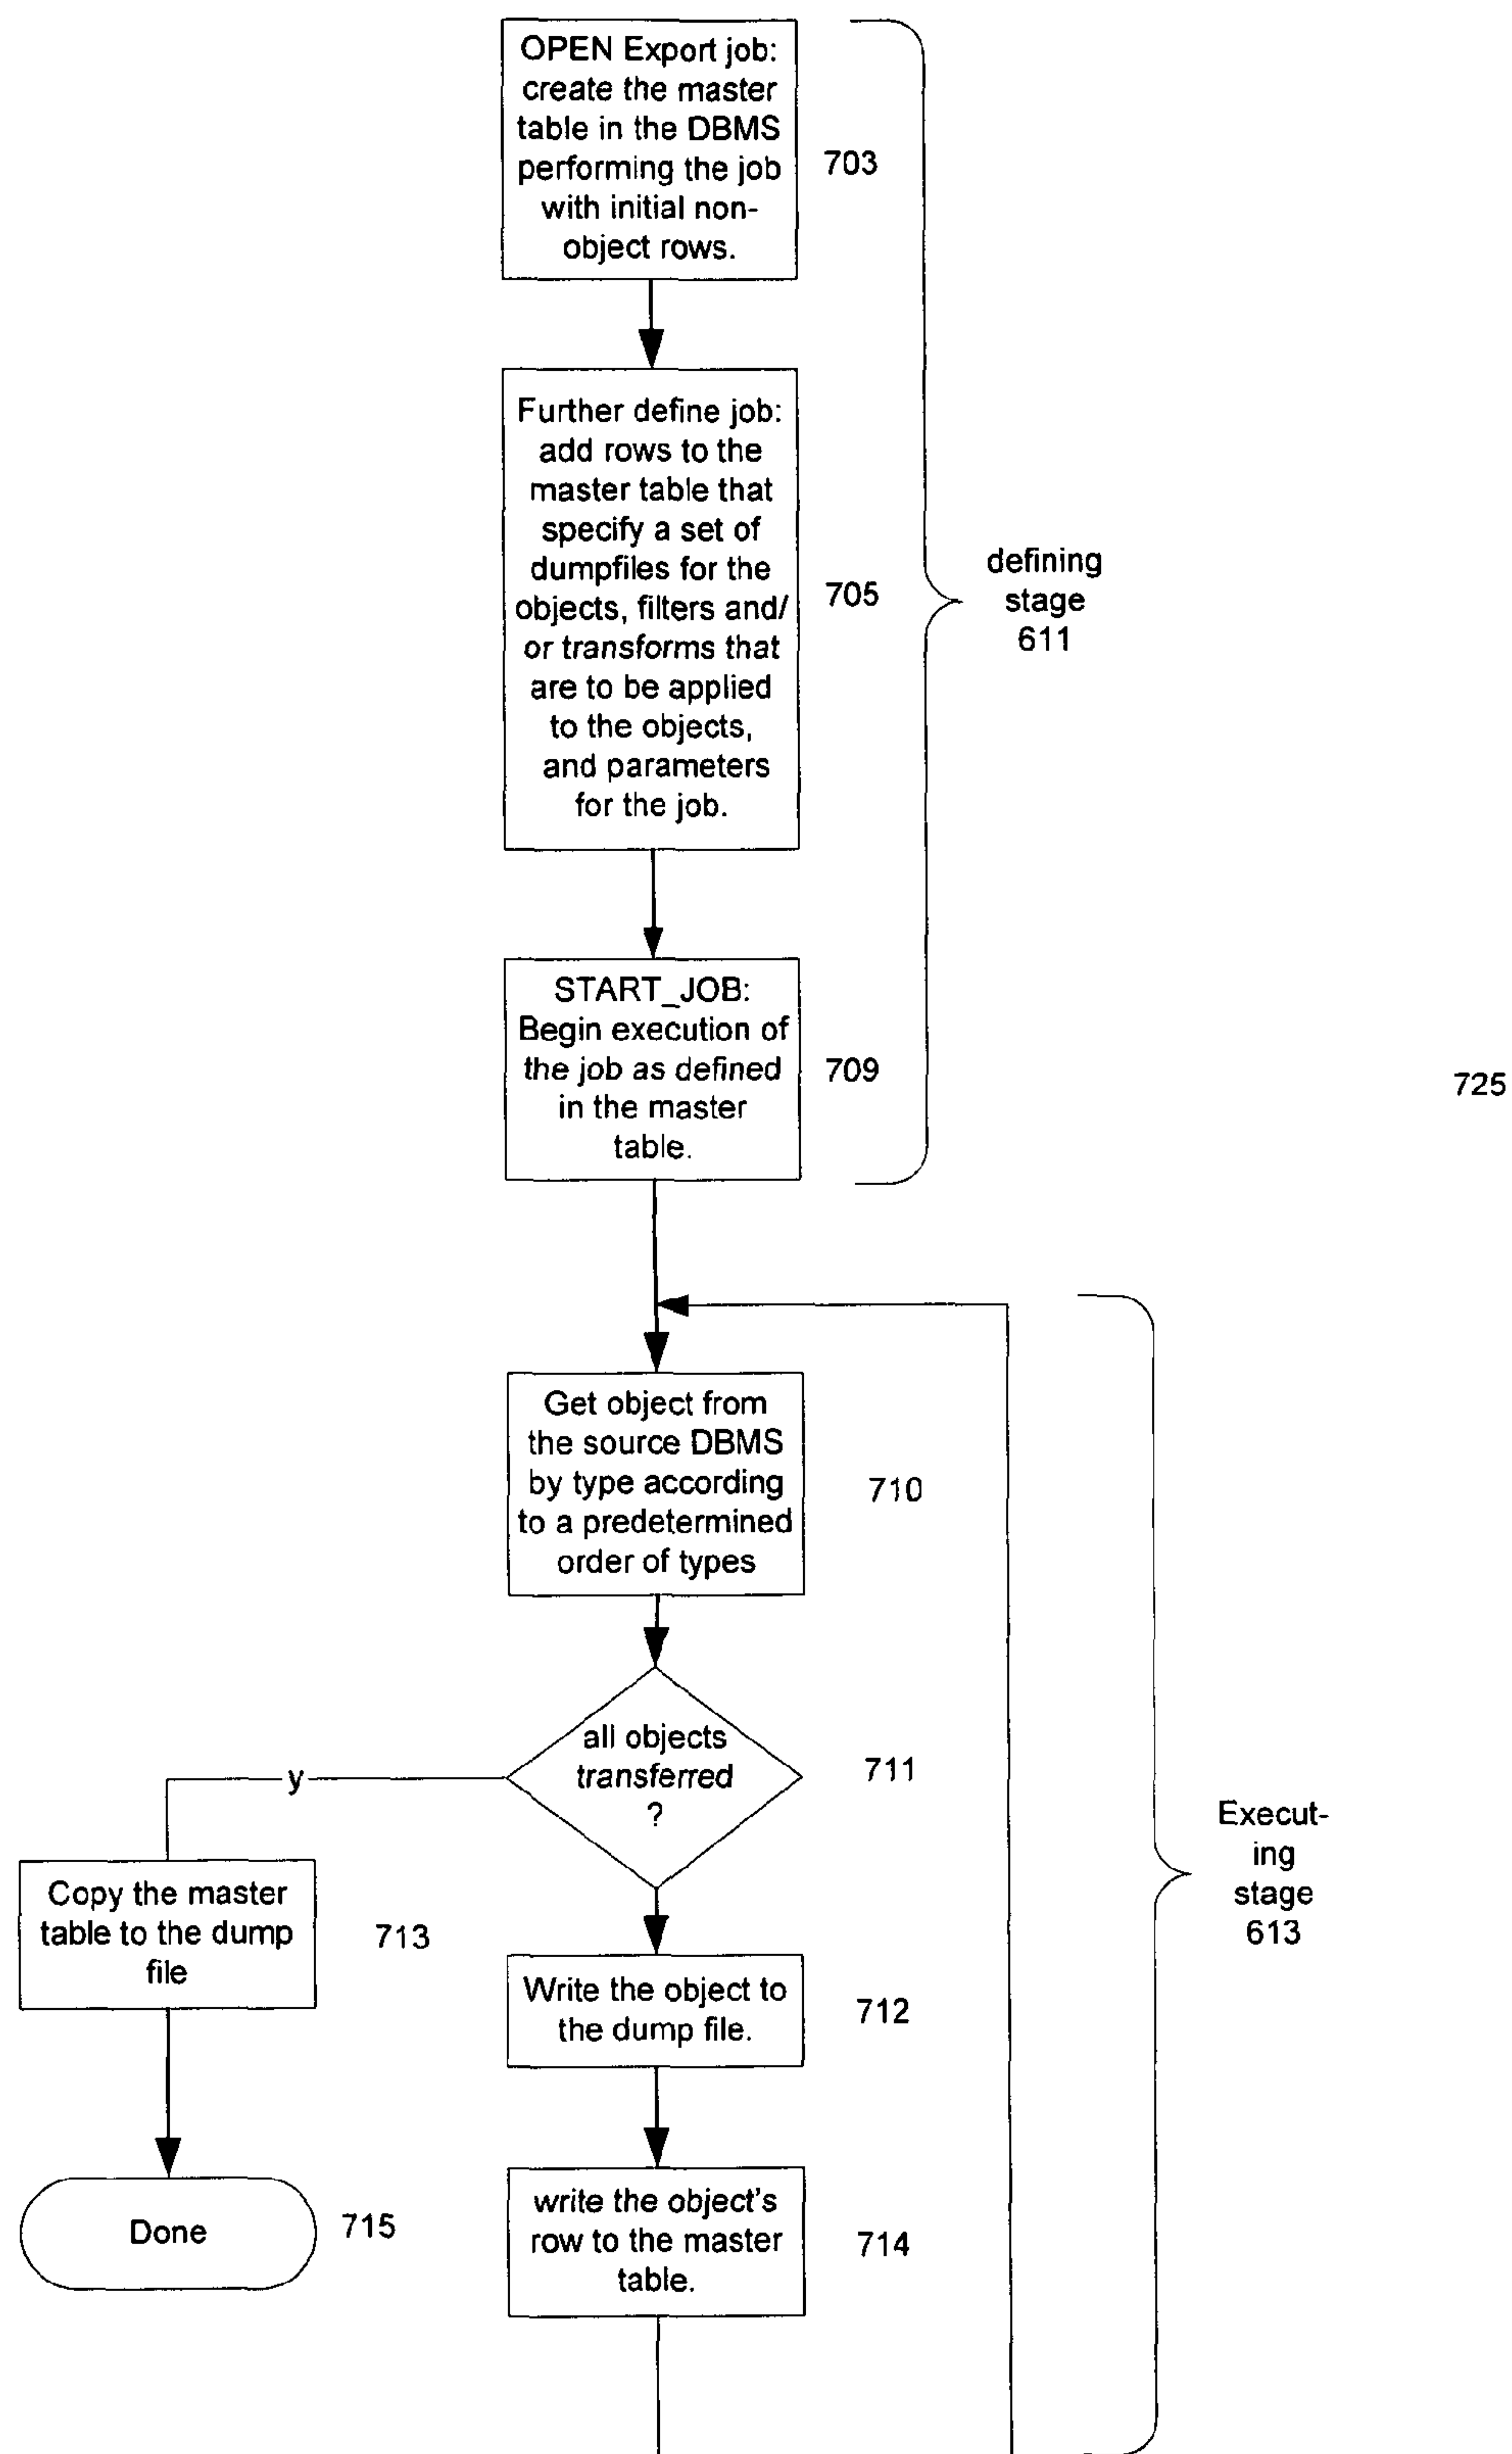 OPEN Export job:
create the master
table in the DBMS
performing the job
with initial non-
object rows.
703
Further define job:
add rows to the
master table that
specify a set of
dumpfiles for the
objects, filters and/
or transforms that
are to be applied
to the objects,
and parameters
for the job.
705
defining
stage
611
START_JOB:
Begin execution of
the job as defined
in the master
table.
709
725
Get object from
the source DBMS
by type according
to a predetermined
order of types
710
all objects
transferred
?
711
y
Execut-
ing
stage
613
Copy the master
table to the dump
file
713
Write the object to
the dump file.
712
Done
715
write the object's
row to the master
table.
714